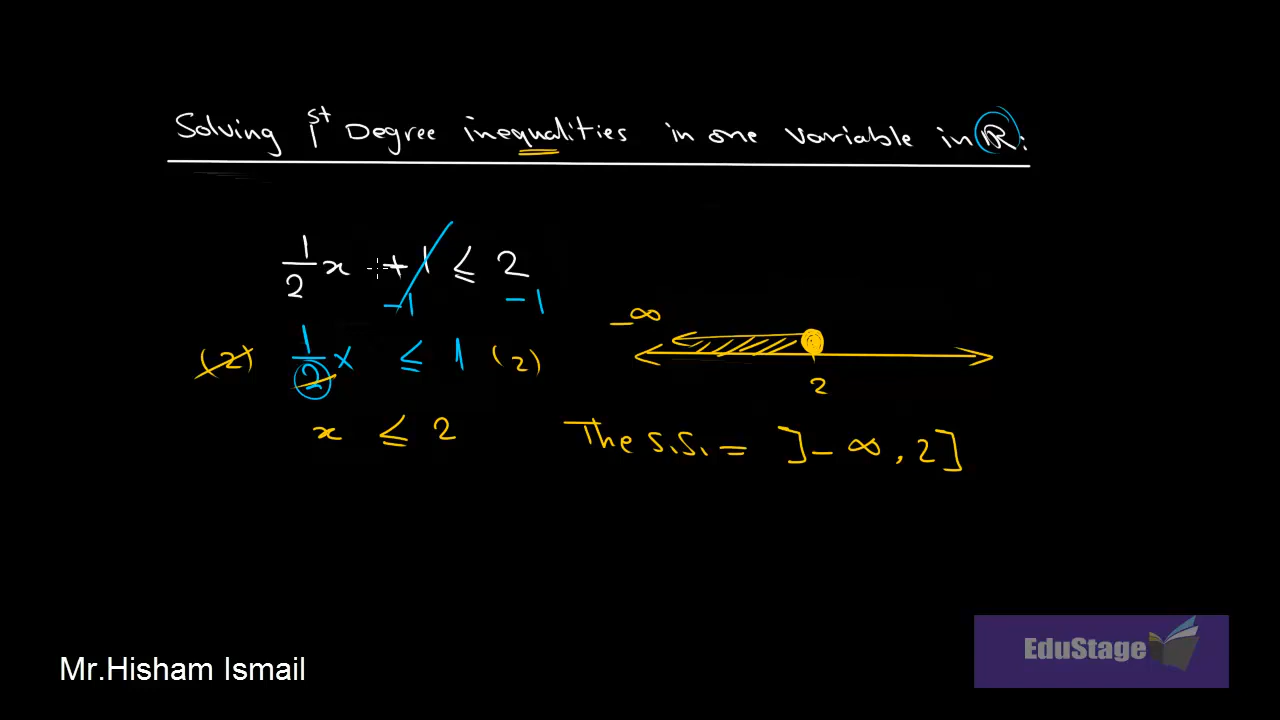 Solving 1st Degree inequalities in one variable in ℝ:
1/2 x + 1 ≤ 2
-1 -1
-∞
(2) 1/2 x ≤ 1 (2)
2
x ≤ 2
The S.S. = ]-∞, 2]
Mr.Hisham Ismail
EduStage